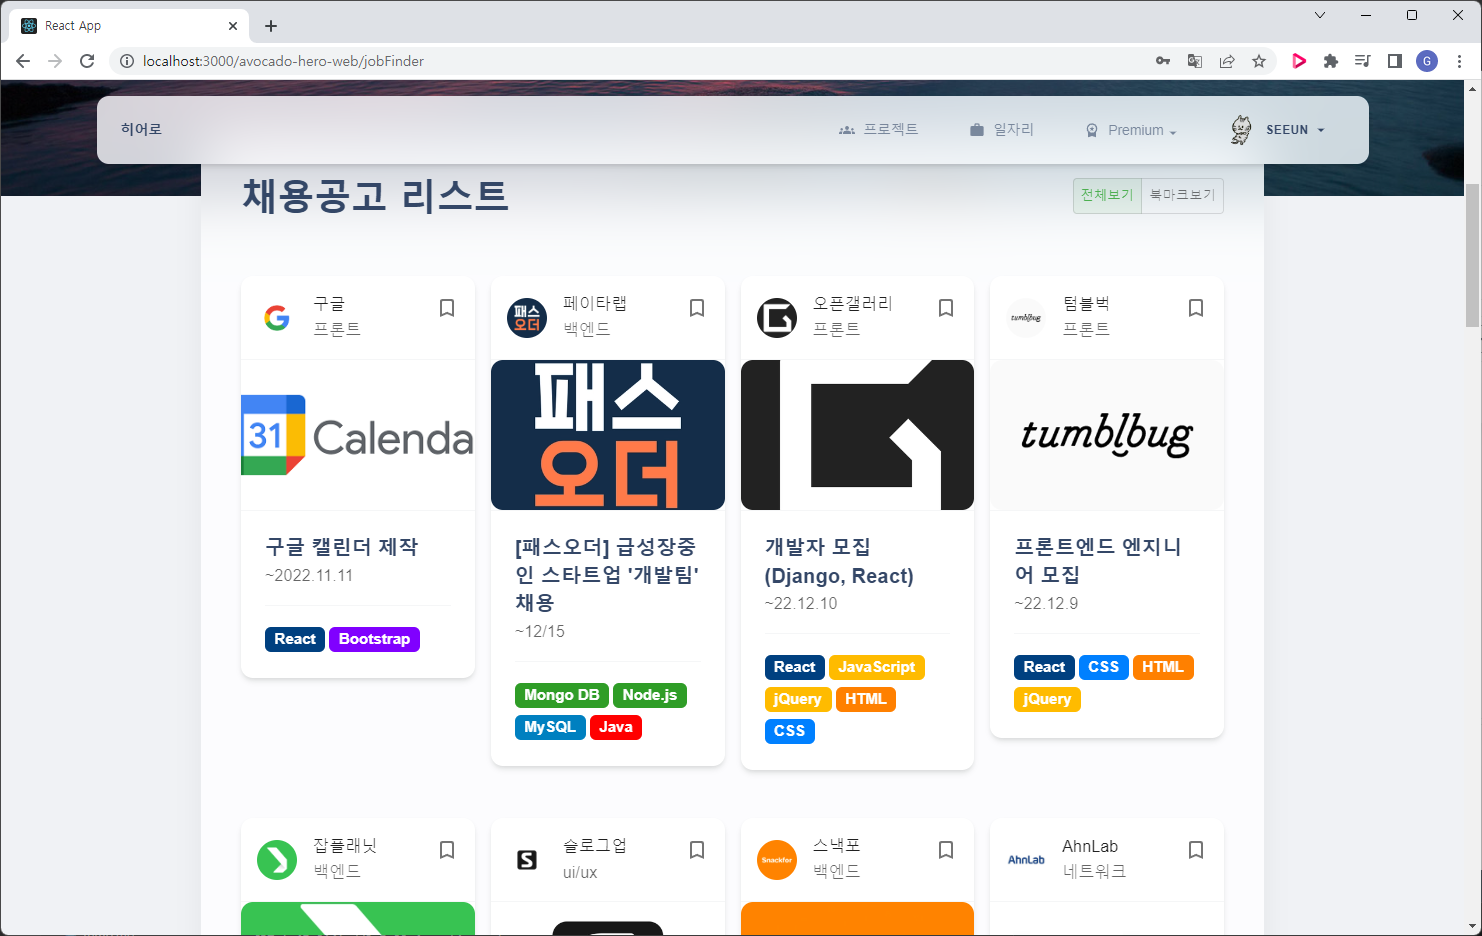 React App
localhost:3000/avocado-hero-web/jobFinder
G
히어로
프로젝트
일자리
Premium
SEEUN
채용공고 리스트
전체보기
북마크보기
구글
프론트
31 Calenda
구글 캘린더 제작
~2022.11.11
React Bootstrap
패스
오더
페이타랩
백엔드
패스
오더
[패스오더] 급성장중
인 스타트업 '개발팀'
채용
~12/15
Mongo DB Node.js
MySQL Java
오픈갤러리
프론트
개발자 모집
(Django, React)
~22.12.10
React JavaScript
jQuery HTML
CSS
tumblbug
텀블벅
프론트
tumblbug
프론트엔드 엔지니
어 모집
~22.12.9
React CSS HTML
jQuery
잡플래닛
백엔드
S
슬로그업
ui/ux
Snackfor
스낵포
백엔드
AhnLab
AhnLab
네트워크